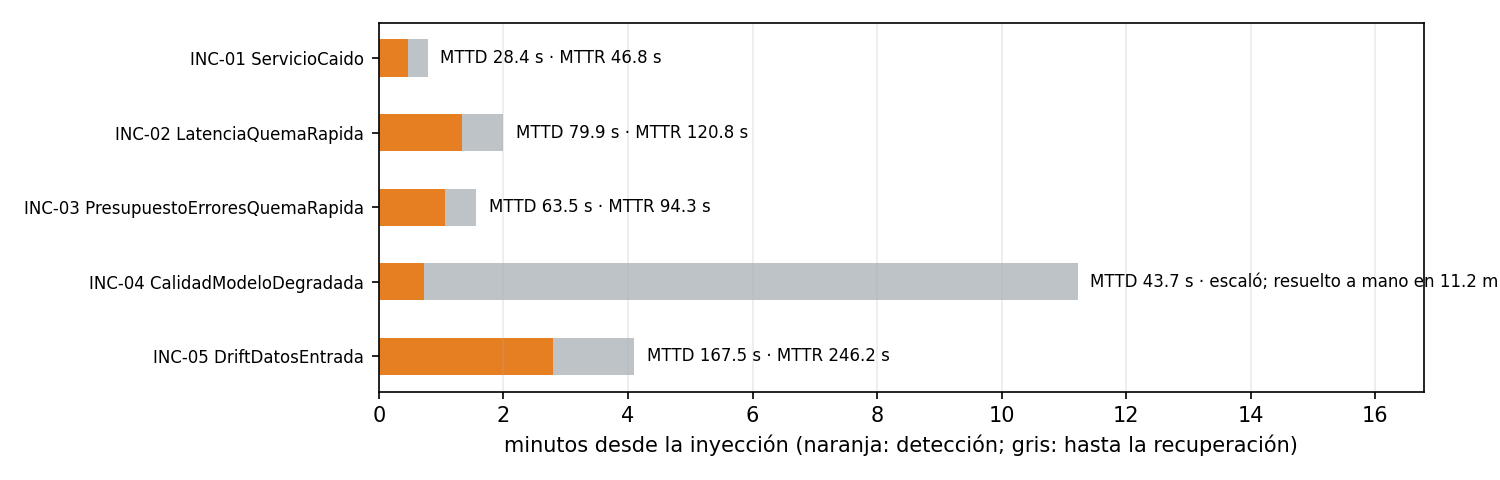 INC-01 ServicioCaido MTTD 28.4 s · MTTR 46.8 s
INC-02 LatenciaQuemaRapida MTTD 79.9 s · MTTR 120.8 s
INC-03 PresupuestoErroresQuemaRapida MTTD 63.5 s · MTTR 94.3 s
INC-04 CalidadModeloDegradada MTTD 43.7 s · escaló; resuelto a mano en 11.2 m
INC-05 DriftDatosEntrada MTTD 167.5 s · MTTR 246.2 s
0 2 4 6 8 10 12 14 16
minutos desde la inyección (naranja: detección; gris: hasta la recuperación)